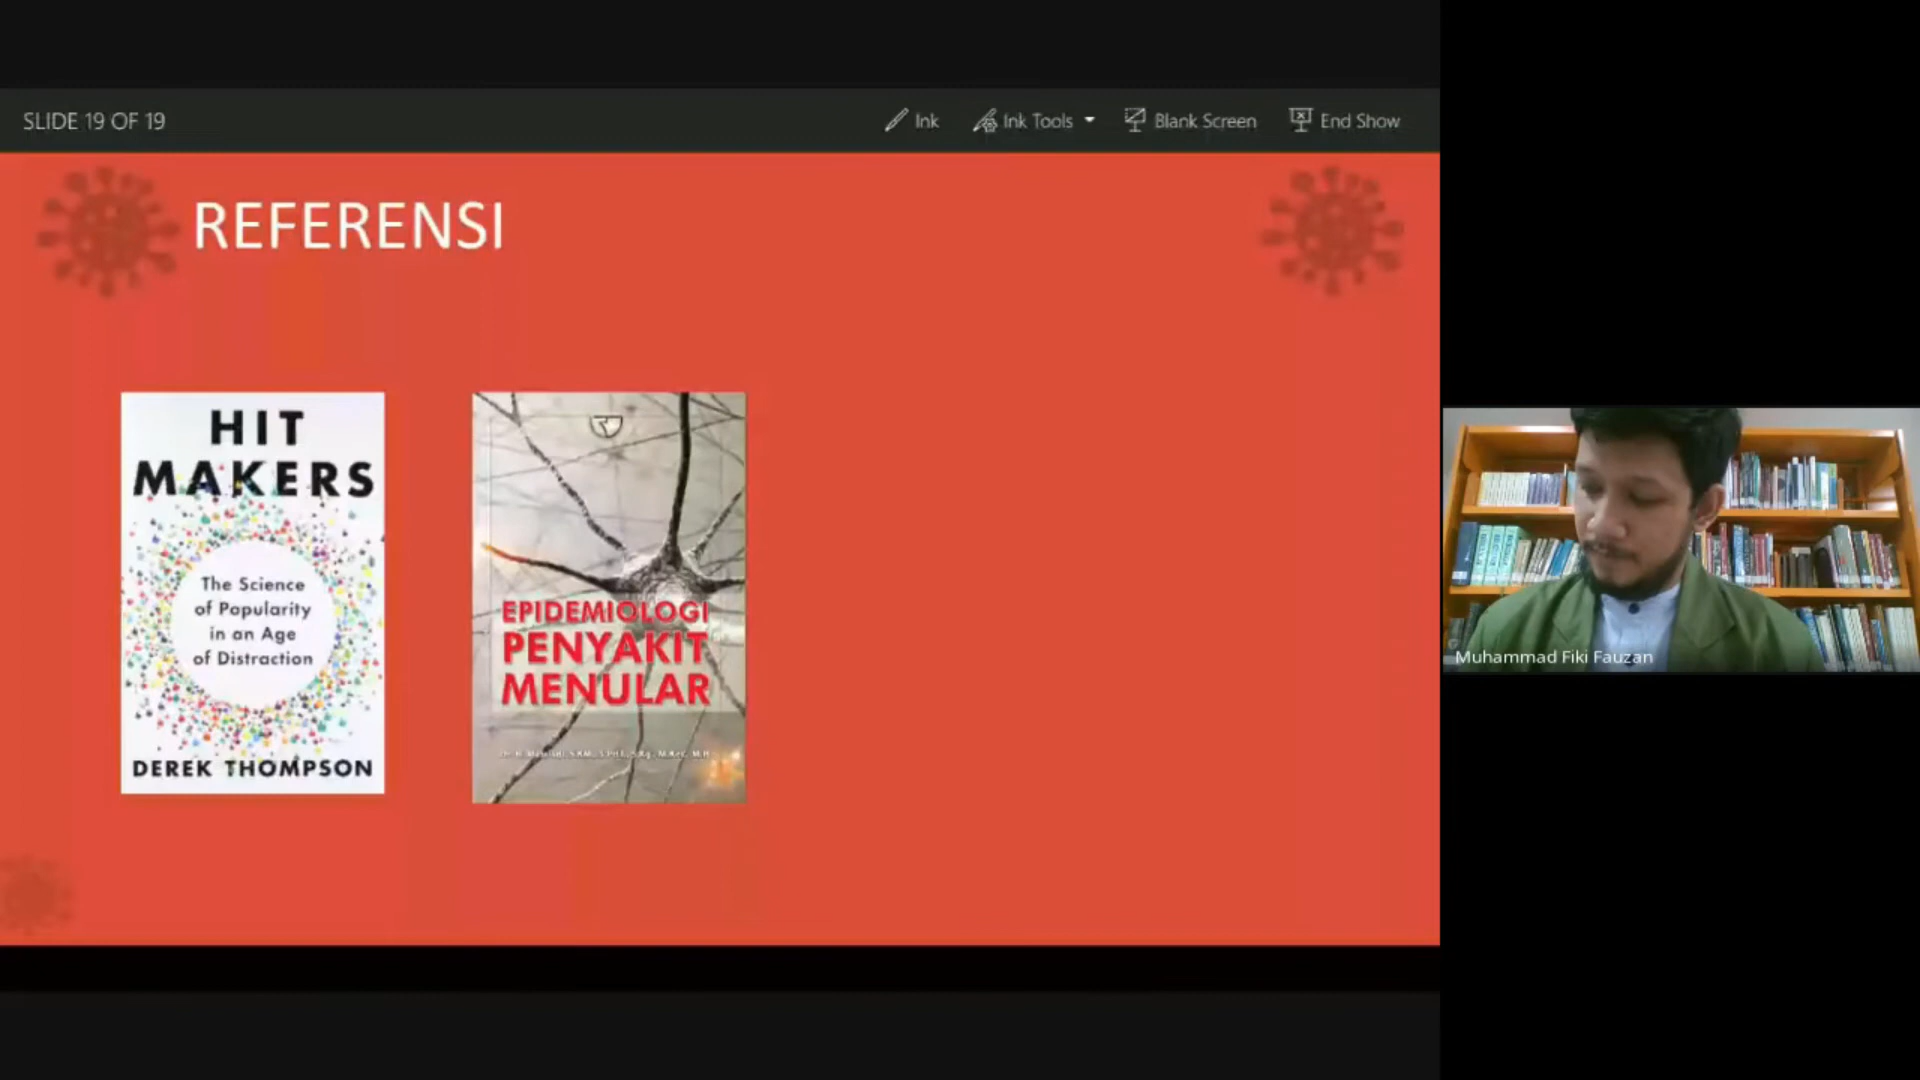 SLIDE 19 OF 19
Ink
Ink Tools
Blank Screen
End Show
REFERENSI
HIT
MAKERS
The Science
of Popularity
in an Age
of Distraction
DEREK THOMPSON
EPIDEMIOLOGI
PENYAKIT
MENULAR
Muhammad Fiki Fauzan